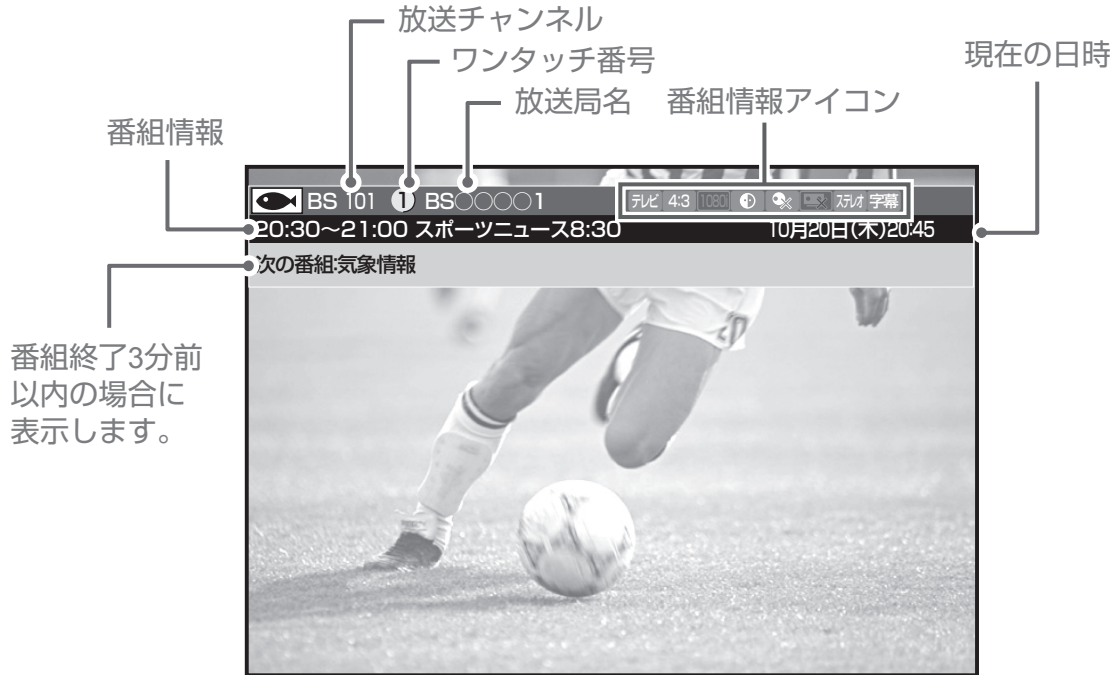 放送チャンネル
ワンタッチ番号
放送局名
番組情報アイコン
現在の日時
番組情報
BS 101 1 BS○○○○1
テレビ 4:3 1080i ステレオ 字幕
20:30〜21:00 スポーツニュース8:30 10月20日(木)20:45
次の番組:気象情報
番組終了3分前
以内の場合に
表示します。
20